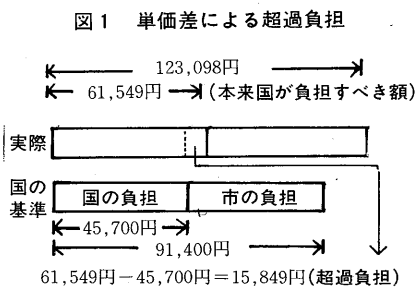 図1 単価差による超過負担
123,098円
61,549円 (本来国が負担すべき額)
実際
国の基準
国の負担 市の負担
45,700円
91,400円
61,549円－45,700円＝15,849円(超過負担)